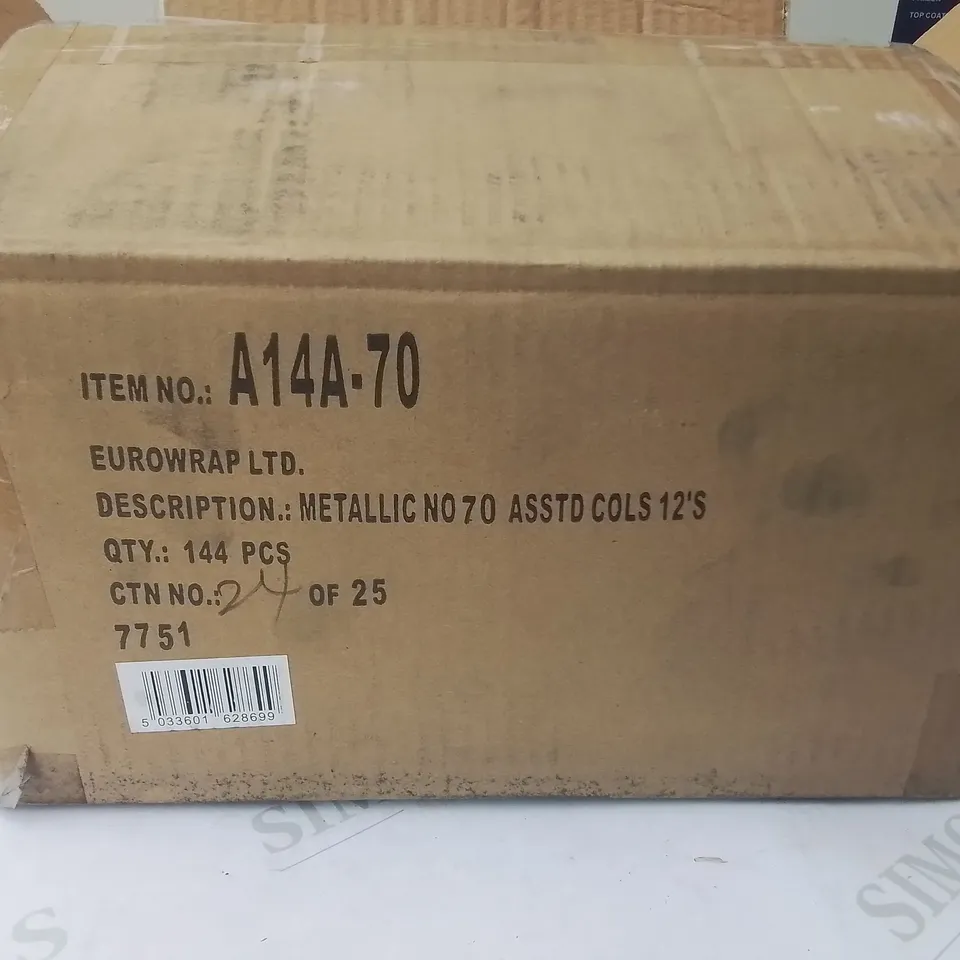 TOP COAT
ITEM NO.: A14A-70
EUROWRAP LTD.
DESCRIPTION.: METALLIC NO 70 ASSTD COLS 12'S
QTY.: 144 PCS
CTN NO.: 24 OF 25
7751
5 033601 628699